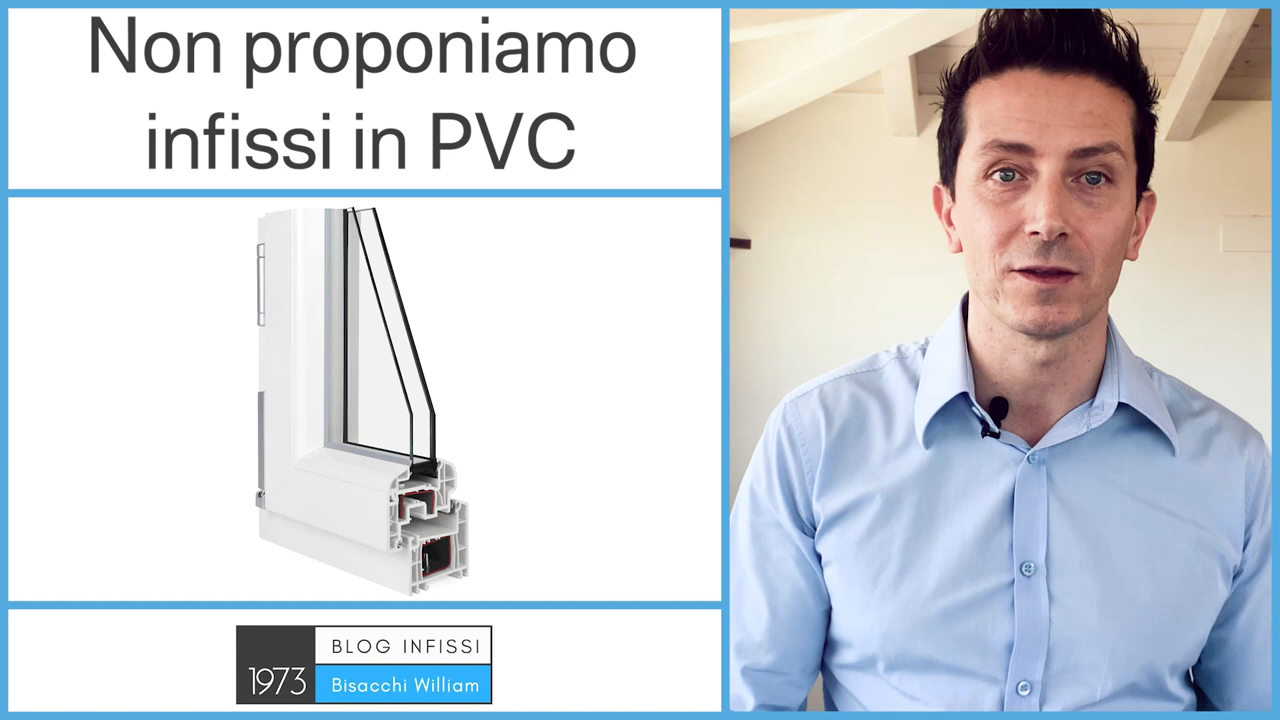 Non proponiamo
infissi in PVC
1973
BLOG INFISSI
Bisacchi William